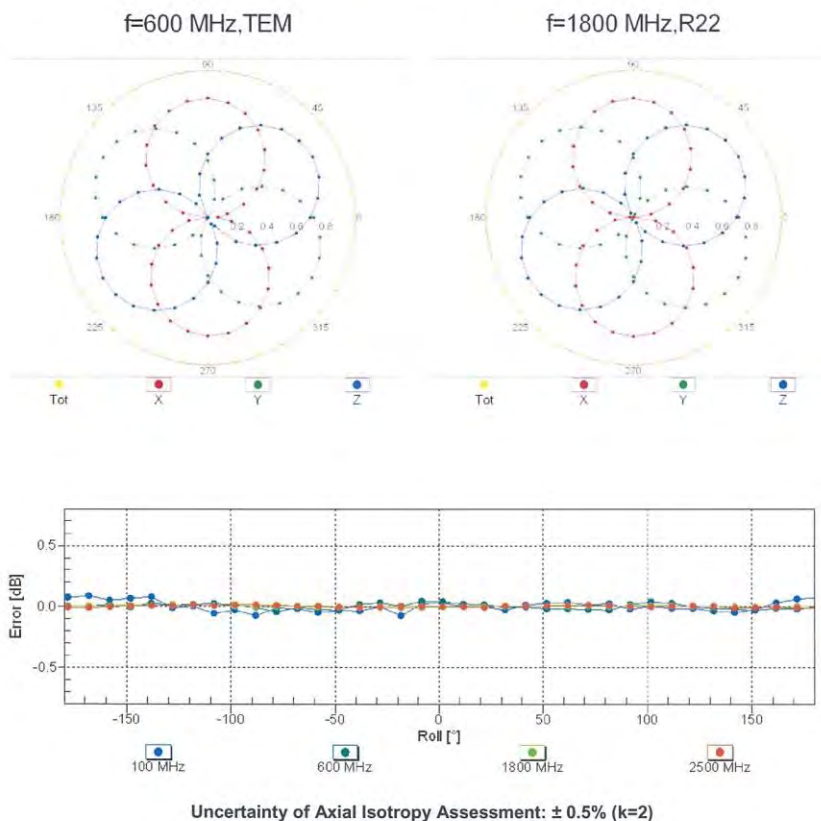 f=600 MHz,TEM
f=1800 MHz,R22
90
135
45
180
0
0.2 0.4 0.6 0.8
225
315
270
Tot X Y Z
90
135
45
180
0
0.2 0.4 0.6 0.8
225
315
270
Tot X Y Z
Error [dB]
0.5
0.0
-0.5
-150 -100 -50 0 50 100 150
Roll [°]
100 MHz 600 MHz 1800 MHz 2500 MHz
Uncertainty of Axial Isotropy Assessment: ± 0.5% (k=2)